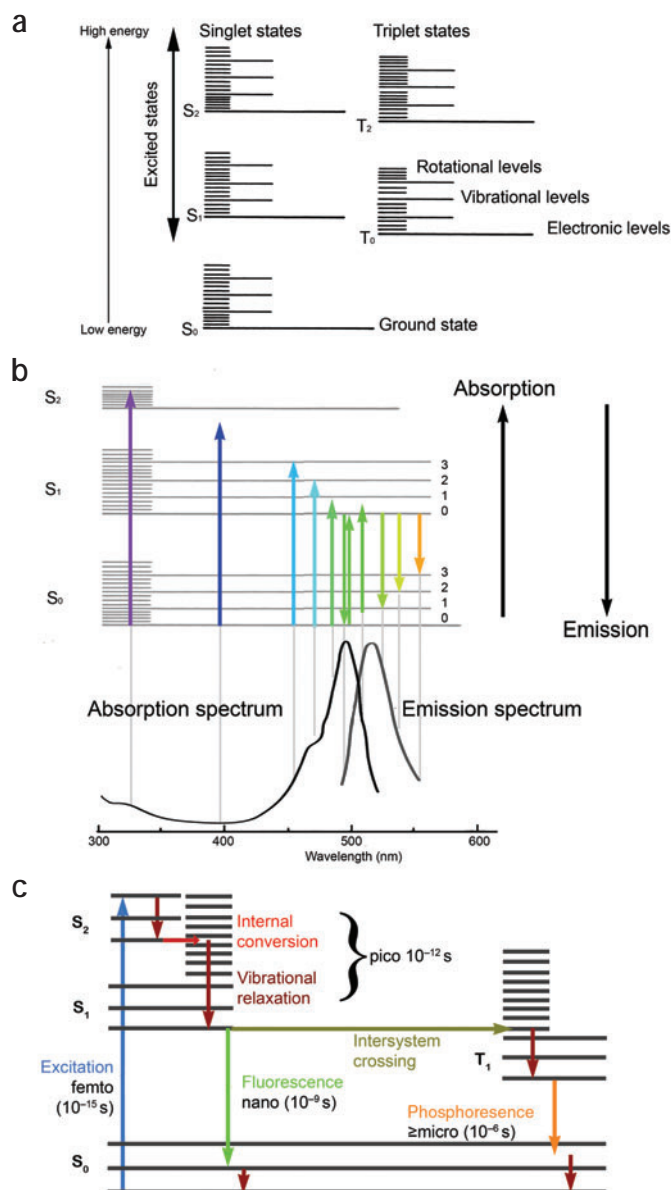 a
High energy
Singlet states
Triplet states
Excited states
S2
T2
Rotational levels
Vibrational levels
S1
Electronic levels
T0
Low energy
S0
Ground state
b
S2
Absorption
3
2
S1
1
0
3
2
S0
1
0
Emission
Absorption spectrum
Emission spectrum
300
400
500
600
Wavelength (nm)
c
S2
Internal
conversion
pico 10⁻¹² s
Vibrational
relaxation
S1
Intersystem
crossing
T1
Excitation
femto
(10⁻¹⁵ s)
Fluorescence
nano (10⁻⁹ s)
Phosphoresence
≥micro (10⁻⁶ s)
S0